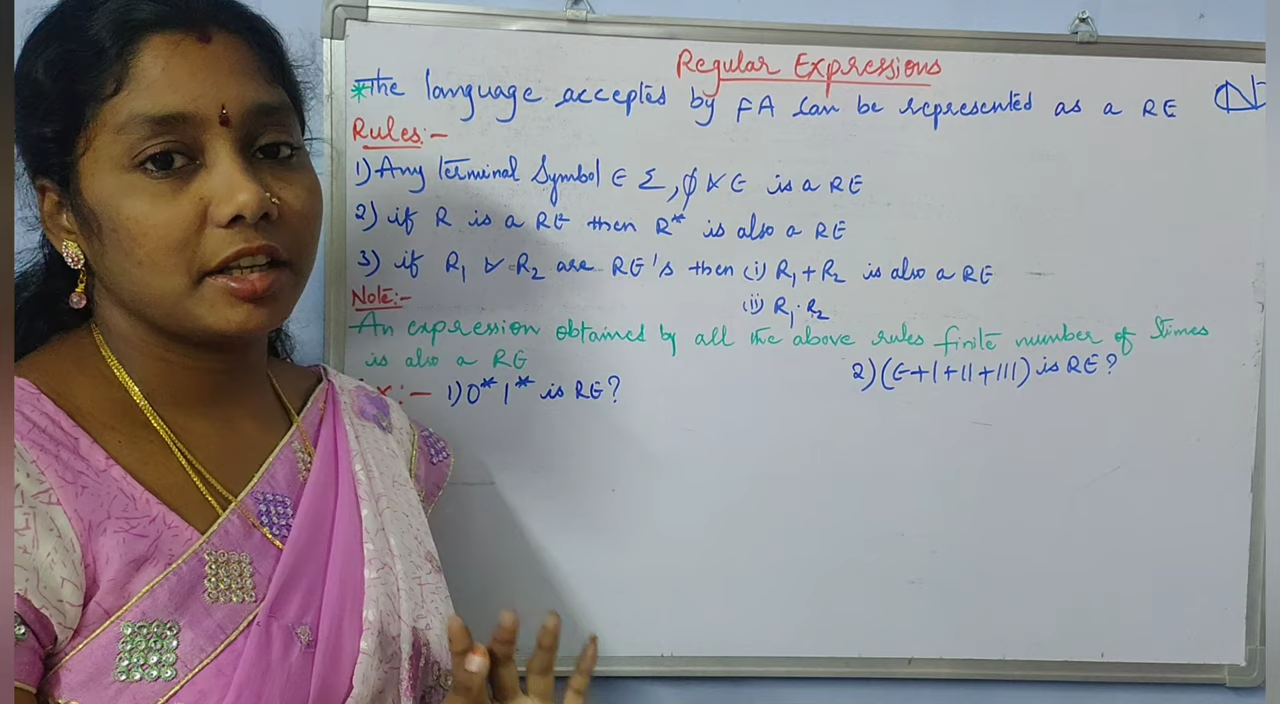 Regular Expressions
*The language accepted by FA can be represented as a RE
Rules:-
1) Any Terminal Symbol ∈ Σ, ϕ & ∈ is a RE
2) if R is a RE then R* is also a RE
3) if R₁ & R₂ are RE's then (i) R₁+R₂ is also a RE
(ii) R₁·R₂
Note:-
An expression obtained by all the above rules finite number of times
is also a RE
:- 1) 0*1* is RE?
2) (∈+1+11+111) is RE?